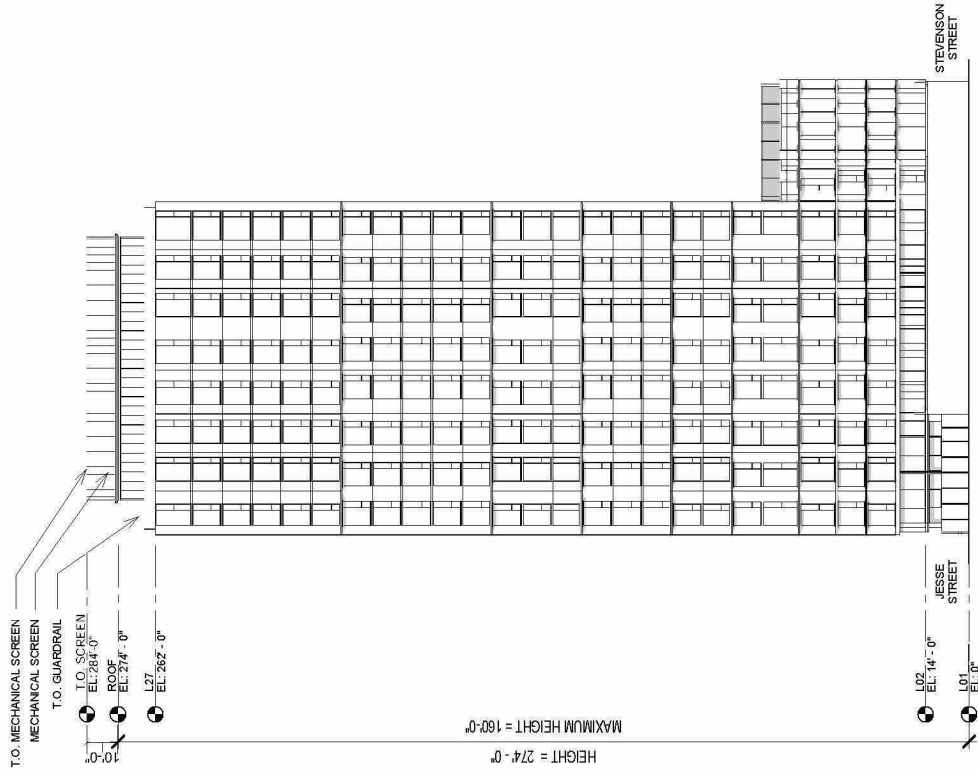 T.O. MECHANICAL SCREEN
MECHANICAL SCREEN
T.O. GUARDRAIL
T.O. SCREEN
EL: 284'-0"
ROOF
EL: 274' - 0"
L27
EL: 262' - 0"
L02
EL: 14' - 0"
L01
EL: 0"
10'-0"
MAXIMUM HEIGHT = 160'-0"
HEIGHT = 274'- 0"
JESSE
STREET
STEVENSON
STREET